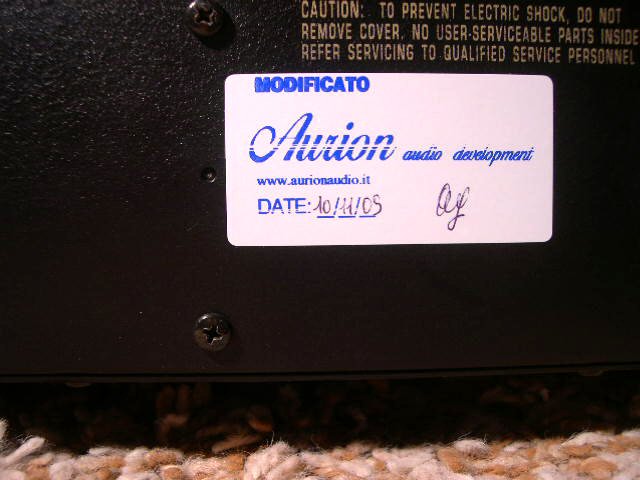 CAUTION: TO PREVENT ELECTRIC SHOCK, DO NOT
REMOVE COVER. NO USER-SERVICEABLE PARTS INSIDE
REFER SERVICING TO QUALIFIED SERVICE PERSONNEL
MODIFICATO
Aurion audio development
www.aurionaudio.it
DATE: 10/11/09